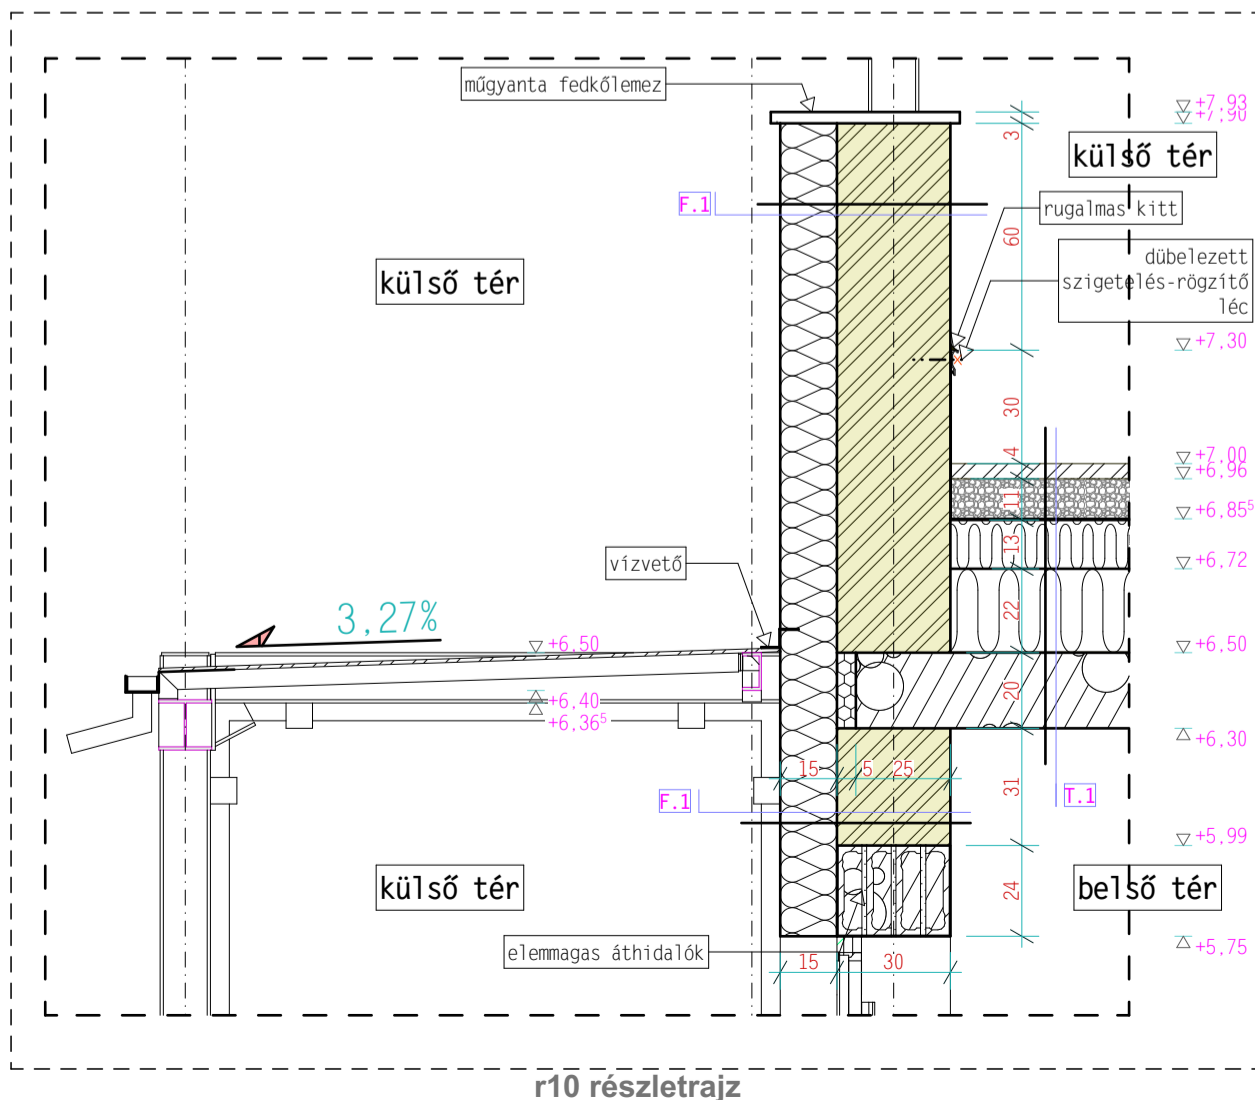 műgyanta fedkőlemez
+7,93
+7,90
3
külső tér
F.1
rugalmas kitt
60
dübelezett
szigetelés-rögzítő
léc
külső tér
+7,30
30
4
+7,00
+6,96
11
+6,85⁵
13
+6,72
vízvető
22
3,27%
+6,50
+6,50
20
+6,40
+6,36⁵
+6,30
15
5
25
31
F.1
T.1
+5,99
külső tér
24
belső tér
elemmagas áthidalók
+5,75
15
30
r10 részletrajz